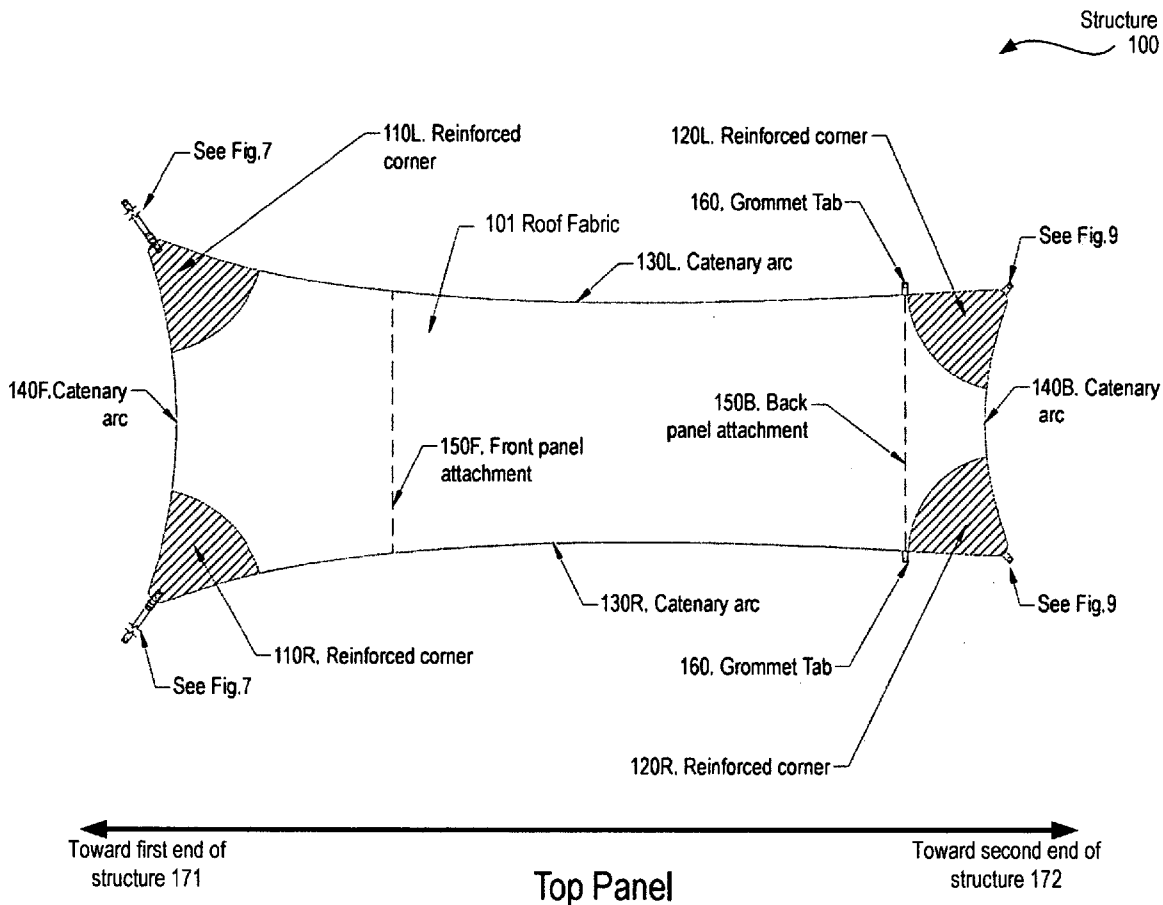 Structure
100
110L. Reinforced
corner
120L. Reinforced corner
See Fig.7
160. Grommet Tab
101 Roof Fabric
See Fig.9
130L. Catenary arc
140F.Catenary
arc
150B. Back
panel attachment
140B. Catenary
arc
150F. Front panel
attachment
130R. Catenary arc
See Fig.9
110R. Reinforced corner
160. Grommet Tab
See Fig.7
120R. Reinforced corner
Toward first end of
structure 171
Toward second end of
structure 172
Top Panel